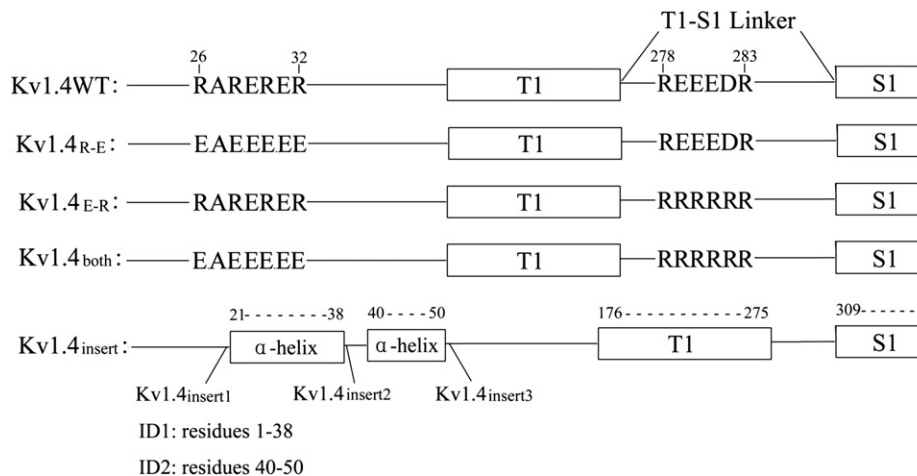 T1-S1 Linker
26 32 278 283
Kv1.4WT: RARERER T1 REEEDR S1
Kv1.4R-E: EAEEEEE T1 REEEDR S1
Kv1.4E-R: RARERER T1 RRRRRR S1
Kv1.4both: EAEEEEE T1 RRRRRR S1
21--------38 40----50 176-----------275 309------
Kv1.4insert: α-helix α-helix T1 S1
Kv1.4insert1 Kv1.4insert2 Kv1.4insert3
ID1: residues 1-38
ID2: residues 40-50